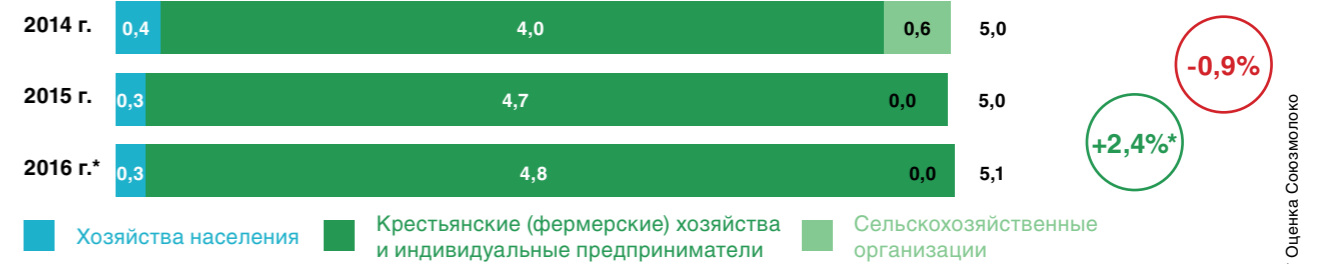 2014 г. 0,4 4,0 0,6 5,0
-0,9%
2015 г. 0,3 4,7 0,0 5,0
+2,4%*
2016 г.* 0,3 4,8 0,0 5,1
Хозяйства населения
Крестьянские (фермерские) хозяйства
и индивидуальные предприниматели
Сельскохозяйственные
организации
Оценка Союзмолоко